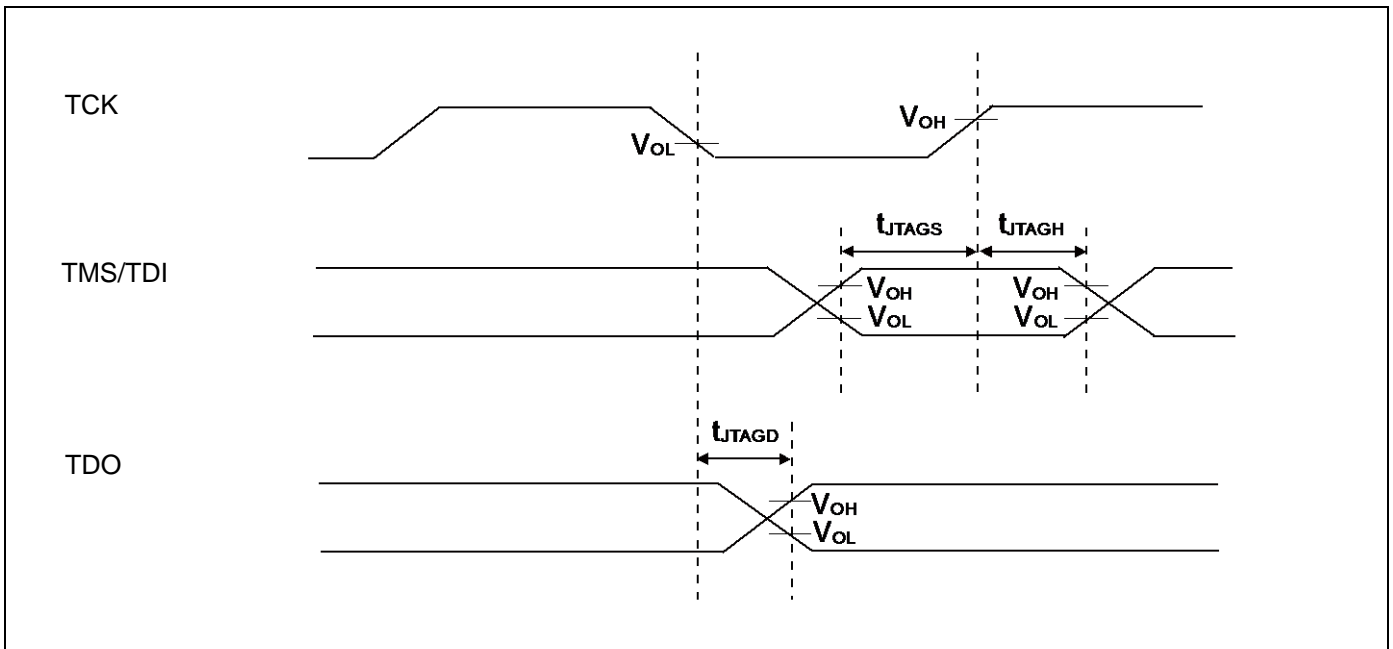 TCK
VOL
VOH
tJTAGS
tJTAGH
TMS/TDI
VOH
VOH
VOL
VOL
tJTAGD
TDO
VOH
VOL